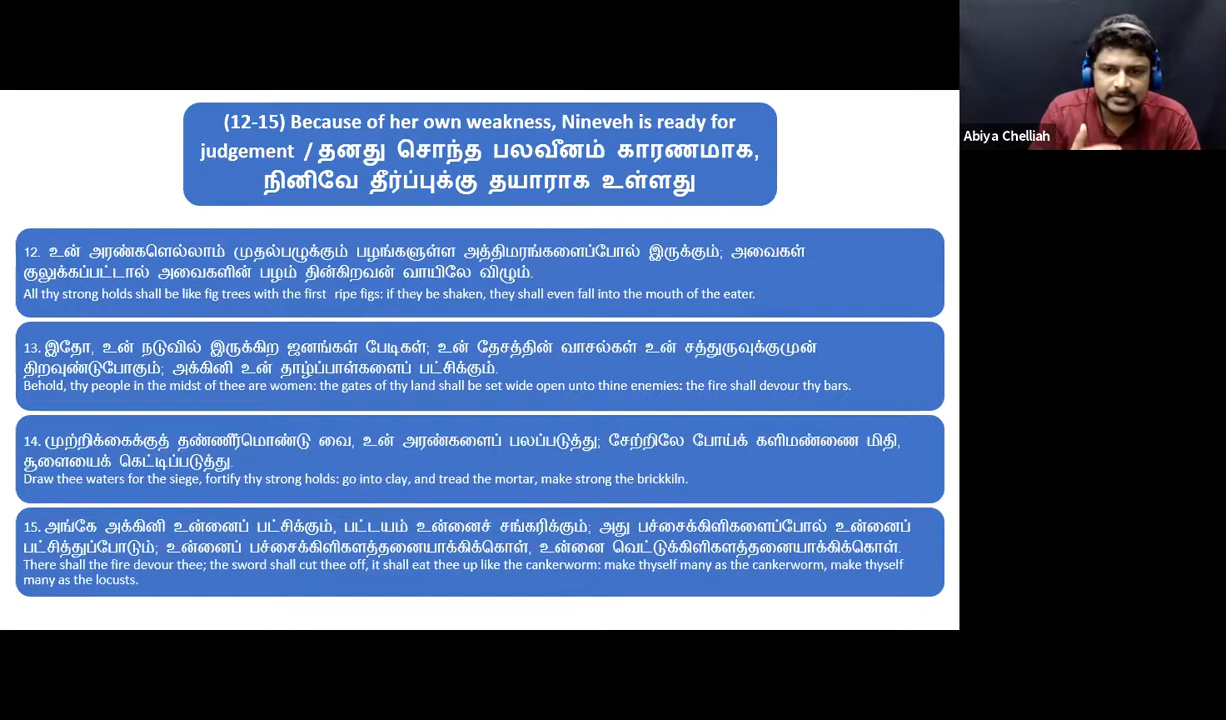 (12-15) Because of her own weakness, Nineveh is ready for
judgement / தனது சொந்த பலவீனம் காரணமாக,
நினிவே தீர்ப்புக்கு தயாராக உள்ளது
Abiya Chelliah
12. உன் அரண்களெல்லாம் முதல்பழுக்கும் பழங்களுள்ள அத்திமரங்களைப்போல் இருக்கும்; அவைகள்
குலுக்கப்பட்டால் அவைகளின் பழம் தின்கிறவன் வாயிலே விழும்.
All thy strong holds shall be like fig trees with the first ripe figs: if they be shaken, they shall even fall into the mouth of the eater.
13. இதோ, உன் நடுவில் இருக்கிற ஜனங்கள் பேடிகள்; உன் தேசத்தின் வாசல்கள் உன் சத்துருவுக்குமுன்
திறவுண்டுபோகும்; அக்கினி உன் தாழ்ப்பாள்களைப் பட்சிக்கும்.
Behold, thy people in the midst of thee are women: the gates of thy land shall be set wide open unto thine enemies: the fire shall devour thy bars.
14. முற்றிக்கைக்குத் தண்ணீர்மொண்டு வை, உன் அரண்களைப் பலப்படுத்து; சேற்றிலே போய்க் களிமண்ணை மிதி,
சூளையைக் கெட்டிப்படுத்து.
Draw thee waters for the siege, fortify thy strong holds: go into clay, and tread the mortar, make strong the brickkiln.
15. அங்கே அக்கினி உன்னைப் பட்சிக்கும், பட்டயம் உன்னைச் சங்கரிக்கும்; அது பச்சைக்கிளிகளைப்போல் உன்னைப்
பட்சித்துப்போடும்; உன்னைப் பச்சைக்கிளிகளத்தனையாக்கிக்கொள், உன்னை வெட்டுக்கிளிகளத்தனையாக்கிக்கொள்.
There shall the fire devour thee; the sword shall cut thee off, it shall eat thee up like the cankerworm: make thyself many as the cankerworm, make thyself
many as the locusts.